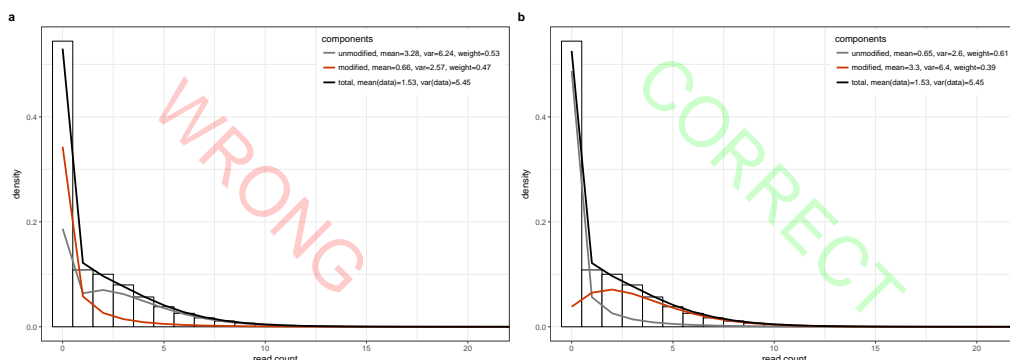 a
components
unmodified, mean=3.28, var=6.24, weight=0.53
modified, mean=0.66, var=2.57, weight=0.47
total, mean(data)=1.53, var(data)=5.45
WRONG
density
0.4
0.2
0.0
0
5
10
15
20
read count
b
components
unmodified, mean=0.65, var=2.6, weight=0.61
modified, mean=3.3, var=6.4, weight=0.39
total, mean(data)=1.53, var(data)=5.45
CORRECT
density
0.4
0.2
0.0
0
5
10
15
20
read count